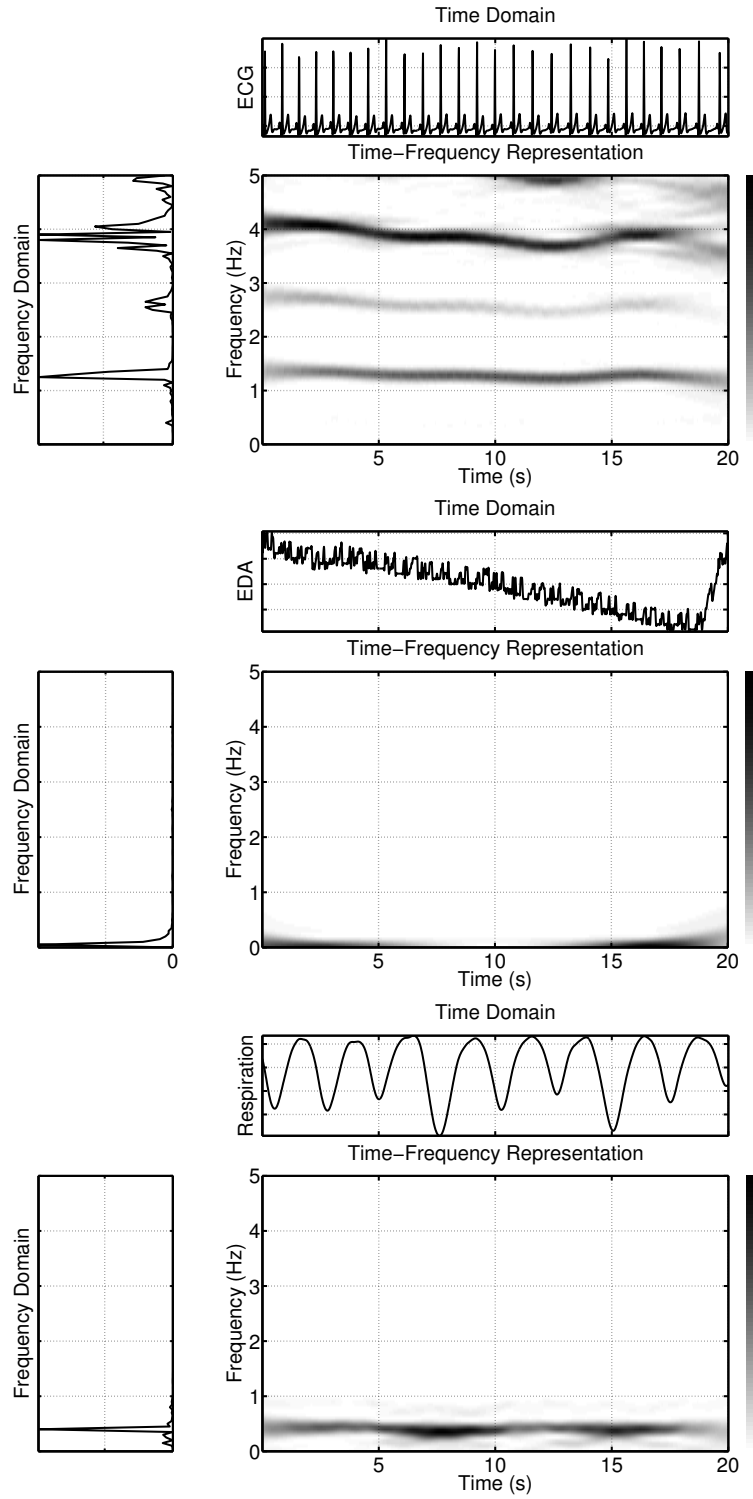 Time Domain
ECG
Time−Frequency Representation
Frequency Domain
Frequency (Hz)
5
4
3
2
1
0
5 10 15 20
Time (s)
Time Domain
EDA
Time−Frequency Representation
Frequency Domain
Frequency (Hz)
5
4
3
2
1
0
0
5 10 15 20
Time (s)
Time Domain
Respiration
Time−Frequency Representation
Frequency Domain
Frequency (Hz)
5
4
3
2
1
0
5 10 15 20
Time (s)